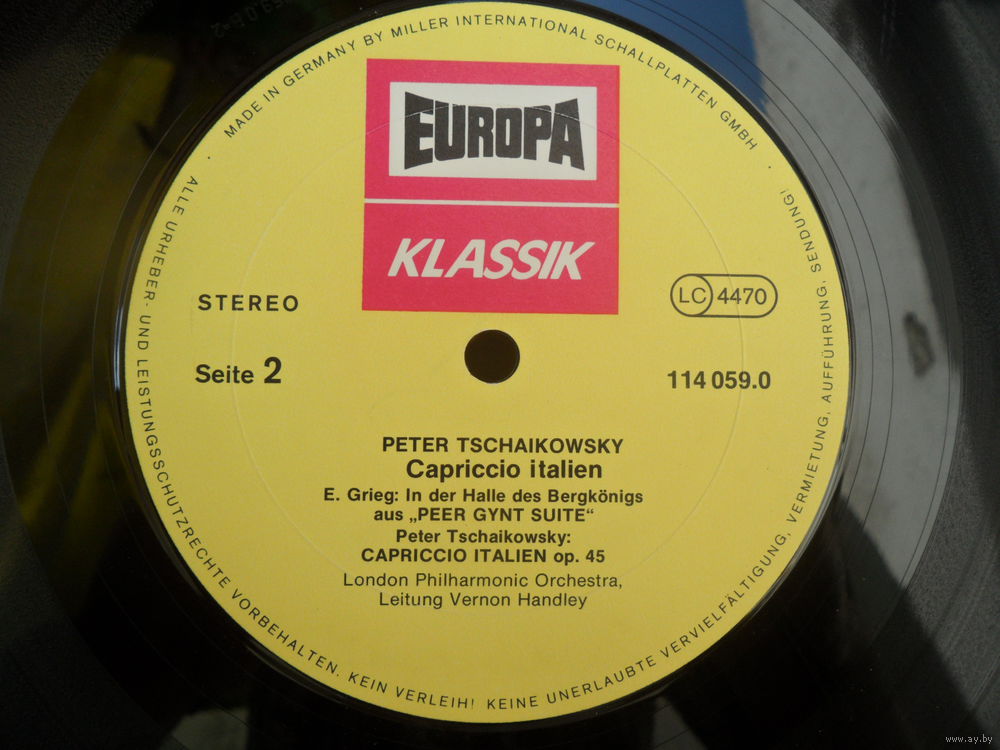 MADE IN GERMANY BY MILLER INTERNATIONAL SCHALLPLATTEN GMBH
EUROPA
KLASSIK
STEREO
LC 4470
Seite 2
114 059.0
PETER TSCHAIKOWSKY
Capriccio italien
E. Grieg: In der Halle des Bergkönigs
aus „PEER GYNT SUITE“
Peter Tschaikowsky:
CAPRICCIO ITALIEN op. 45
London Philharmonic Orchestra,
Leitung Vernon Handley
ALLE URHEBER- UND LEISTUNGSSCHUTZRECHTE VORBEHALTEN. KEIN VERLEIH! KEINE UNERLAUBTE VERVIELFÄLTIGUNG, VERMIETUNG, AUFFÜHRUNG, SENDUNG!
www.ay.by